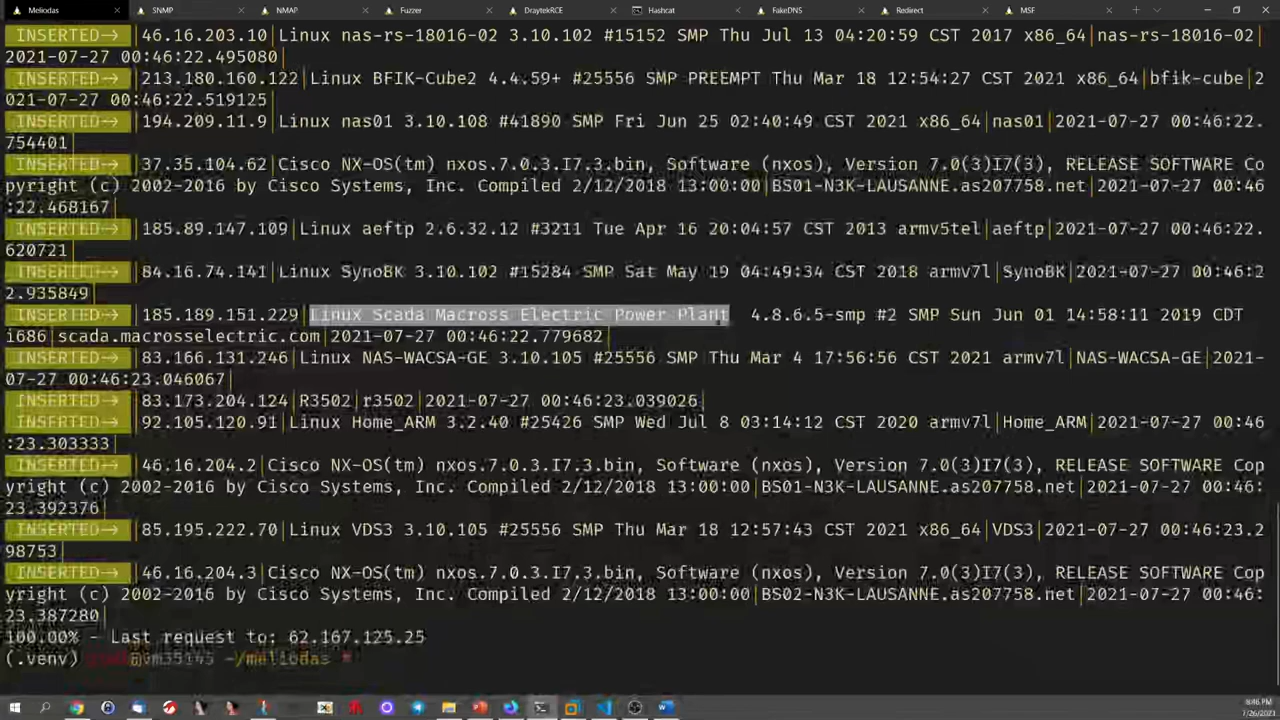 Meliodas SNMP NMAP Fuzzer DraytekRCE Hashcat FakeDNS Redirect MSF
INSERTED→ 46.16.203.10|Linux nas-rs-18016-02 3.10.102 #15152 SMP Thu Jul 13 04:20:59 CST 2017 x86_64|nas-rs-18016-02|
2021-07-27 00:46:22.495080|
INSERTED→ 213.180.160.122|Linux BFIK-Cube2 4.4.59+ #25556 SMP PREEMPT Thu Mar 18 12:54:27 CST 2021 x86_64|bfik-cube|2
021-07-27 00:46:22.519125|
INSERTED→ 194.209.11.9|Linux nas01 3.10.108 #41890 SMP Fri Jun 25 02:40:49 CST 2021 x86_64|nas01|2021-07-27 00:46:22.
754401|
INSERTED→ 37.35.104.62|Cisco NX-OS(tm) nxos.7.0.3.I7.3.bin, Software (nxos), Version 7.0(3)I7(3), RELEASE SOFTWARE Co
pyright (c) 2002-2016 by Cisco Systems, Inc. Compiled 2/12/2018 13:00:00|BS01-N3K-LAUSANNE.as207758.net|2021-07-27 00:46
:22.468167|
INSERTED→ 185.89.147.109|Linux aeftp 2.6.32.12 #3211 Tue Apr 16 20:04:57 CST 2013 armv5tel|aeftp|2021-07-27 00:46:22.
620721|
INSERTED→ 84.16.74.141|Linux SynoBK 3.10.102 #15284 SMP Sat May 19 04:49:34 CST 2018 armv7l|SynoBK|2021-07-27 00:46:2
2.935849|
INSERTED→ 185.189.151.229|Linux Scada Macross Electric Power Plant 4.8.6.5-smp #2 SMP Sun Jun 01 14:58:11 2019 CDT
i686|scada.macrosselectric.com|2021-07-27 00:46:22.779682|
INSERTED→ 83.166.131.246|Linux NAS-WACSA-GE 3.10.105 #25556 SMP Thu Mar 4 17:56:56 CST 2021 armv7l|NAS-WACSA-GE|2021-
07-27 00:46:23.046067|
INSERTED→ 83.173.204.124|R3502|r3502|2021-07-27 00:46:23.039026|
INSERTED→ 92.105.120.91|Linux Home_ARM 3.2.40 #25426 SMP Wed Jul 8 03:14:12 CST 2020 armv7l|Home_ARM|2021-07-27 00:46
:23.303333|
INSERTED→ 46.16.204.2|Cisco NX-OS(tm) nxos.7.0.3.I7.3.bin, Software (nxos), Version 7.0(3)I7(3), RELEASE SOFTWARE Cop
yright (c) 2002-2016 by Cisco Systems, Inc. Compiled 2/12/2018 13:00:00|BS01-N3K-LAUSANNE.as207758.net|2021-07-27 00:46:
23.392376|
INSERTED→ 85.195.222.70|Linux VDS3 3.10.105 #25556 SMP Thu Mar 18 12:57:43 CST 2021 x86_64|VDS3|2021-07-27 00:46:23.2
98753|
INSERTED→ 46.16.204.3|Cisco NX-OS(tm) nxos.7.0.3.I7.3.bin, Software (nxos), Version 7.0(3)I7(3), RELEASE SOFTWARE Cop
yright (c) 2002-2016 by Cisco Systems, Inc. Compiled 2/12/2018 13:00:00|BS02-N3K-LAUSANNE.as207758.net|2021-07-27 00:46:
23.387280|
100.00% - Last request to: 62.167.125.25
(.venv) ~/meliodas
8:46 PM
7/26/2021